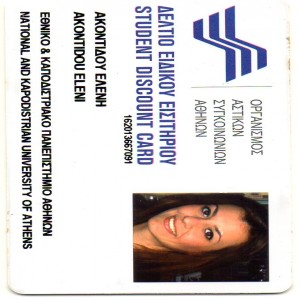 ΟΡΓΑΝΙΣΜΟΣ
ΑΣΤΙΚΩΝ
ΣΥΓΚΟΙΝΩΝΙΩΝ
ΑΘΗΝΩΝ
ΔΕΛΤΙΟ ΕΙΔΙΚΟΥ ΕΙΣΙΤΗΡΙΟΥ
STUDENT DISCOUNT CARD
162013667091
ΑΚΟΝΤΙΔΟΥ ΕΛΕΝΗ
AKONTIDOU ELENI
ΕΘΝΙΚΟ & ΚΑΠΟΔΙΣΤΡΙΑΚΟ ΠΑΝΕΠΙΣΤΗΜΙΟ ΑΘΗΝΩΝ
NATIONAL AND KAPODISTRIAN UNIVERSITY OF ATHENS